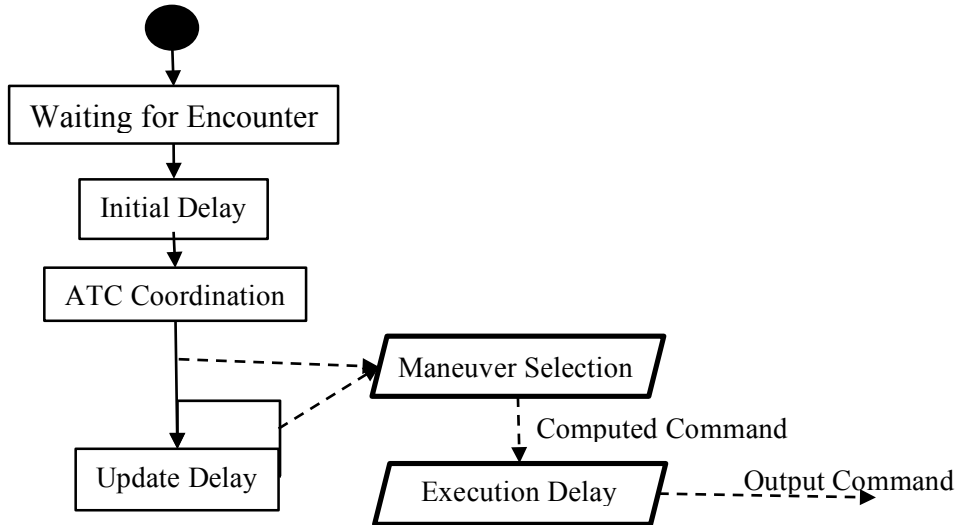 Waiting for Encounter
Initial Delay
ATC Coordination
Maneuver Selection
Computed Command
Update Delay
Execution Delay
Output Command